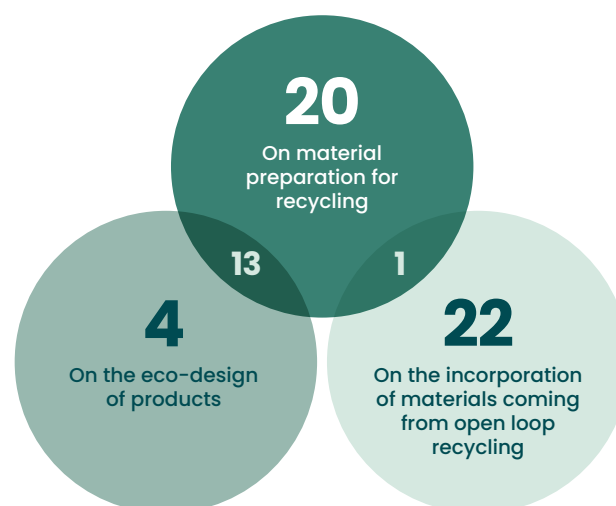 20
On material
preparation for
recycling
13
1
4
On the eco-design
of products
22
On the incorporation
of materials coming
from open loop
recycling